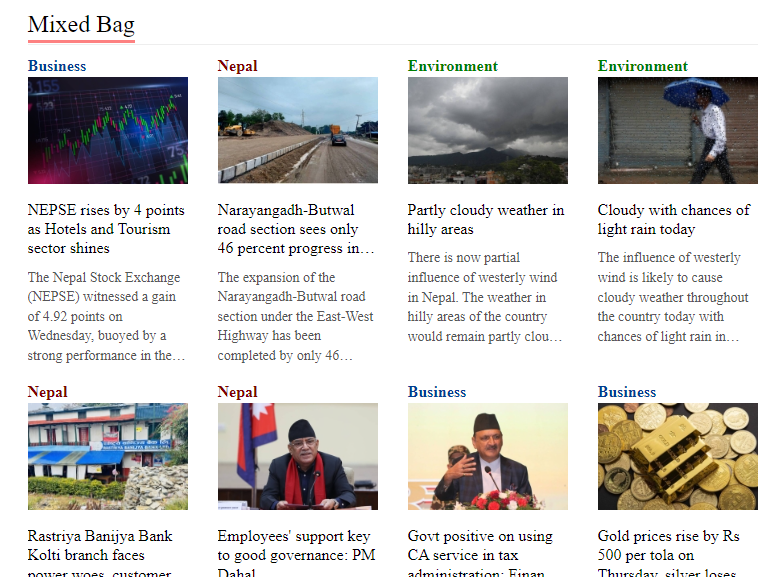 Mixed Bag
Business
NEPSE rises by 4 points
as Hotels and Tourism
sector shines
The Nepal Stock Exchange
(NEPSE) witnessed a gain
of 4.92 points on
Wednesday, buoyed by a
strong performance in the…
Nepal
Narayangadh-Butwal
road section sees only
46 percent progress in…
The expansion of the
Narayangadh-Butwal road
section under the East-West
Highway has been
completed by only 46…
Environment
Partly cloudy weather in
hilly areas
There is now partial
influence of westerly wind
in Nepal. The weather in
hilly areas of the country
would remain partly clou…
Environment
Cloudy with chances of
light rain today
The influence of westerly
wind is likely to cause
cloudy weather throughout
the country today with
chances of light rain in…
Nepal
Rastriya Banijya Bank
Kolti branch faces
power woes, customer
Nepal
Employees' support key
to good governance: PM
Dahal
Business
Govt positive on using
CA service in tax
administration: Finan
Business
Gold prices rise by Rs
500 per tola on
Thursday, silver loses